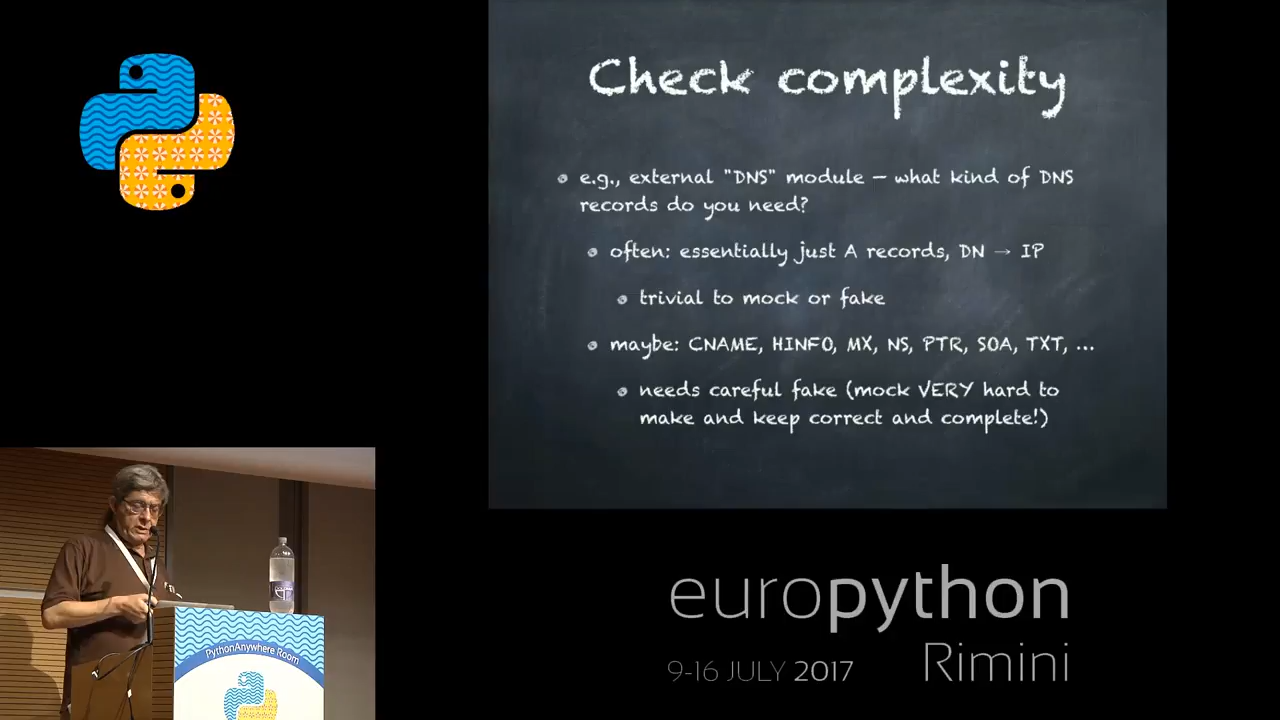 Check complexity
e.g., external "DNS" module – what kind of DNS
records do you need?
often: essentially just A records, DN → IP
trivial to mock or fake
maybe: CNAME, HINFO, MX, NS, PTR, SOA, TXT, ...
needs careful fake (mock VERY hard to
make and keep correct and complete!)
PythonAnywhere Room
europython
Rimini
9-16 JULY 2017